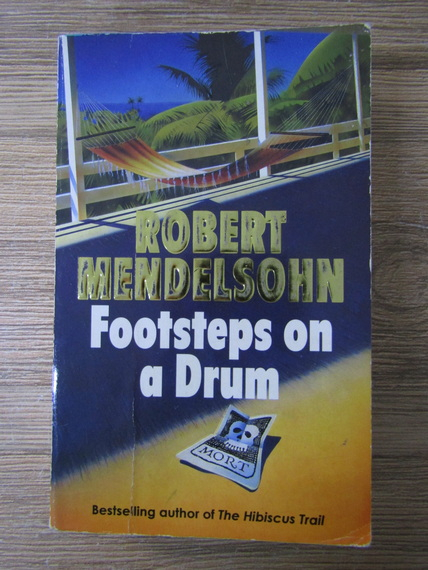 ROBERT
MENDELSOHN
Footsteps on
a Drum
MORT
Bestselling author of The Hibiscus Trail